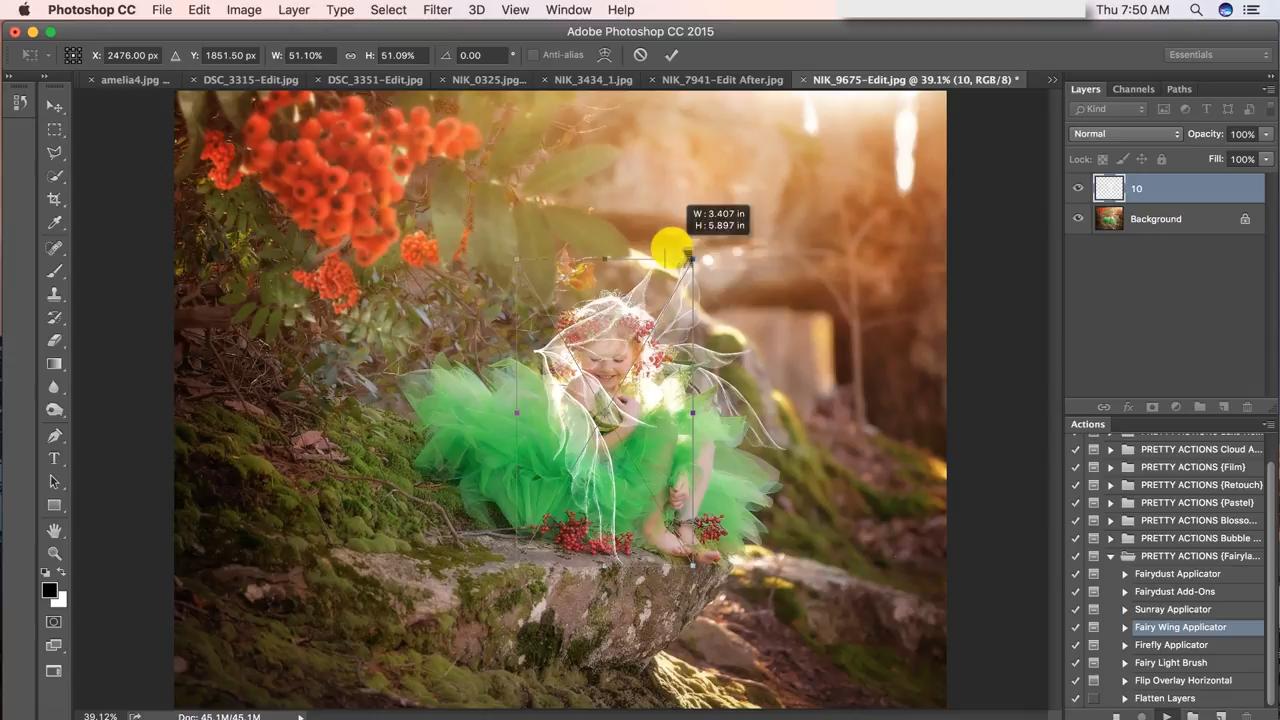 Photoshop CC File Edit Image Layer Type Select Filter 3D View Window Help Thu 7:50 AM
Adobe Photoshop CC 2015
X: 2476.00 px Y: 1851.50 px W: 51.10% H: 51.09% 0.00 ° Anti-alias Essentials
amelia4.jpg ... DSC_3315-Edit.jpg DSC_3351-Edit.jpg NIK_0325.jpg... NIK_3434_1.jpg NIK_7941-Edit After.jpg NIK_9675-Edit.jpg @ 39.1% (10, RGB/8) *
Layers Channels Paths
Kind
Normal Opacity: 100%
Lock: Fill: 100%
10
Background
W : 3.407 in
H : 5.897 in
Actions
PRETTY ACTIONS Cloud A...
PRETTY ACTIONS {Film}
PRETTY ACTIONS {Retouch}
PRETTY ACTIONS {Pastel}
PRETTY ACTIONS Blosso...
PRETTY ACTIONS Bubble ...
PRETTY ACTIONS {Fairyla...
Fairydust Applicator
Fairydust Add-Ons
Sunray Applicator
Fairy Wing Applicator
Firefly Applicator
Fairy Light Brush
Flip Overlay Horizontal
Flatten Layers
39.12% Doc: 45.1M/45.1M